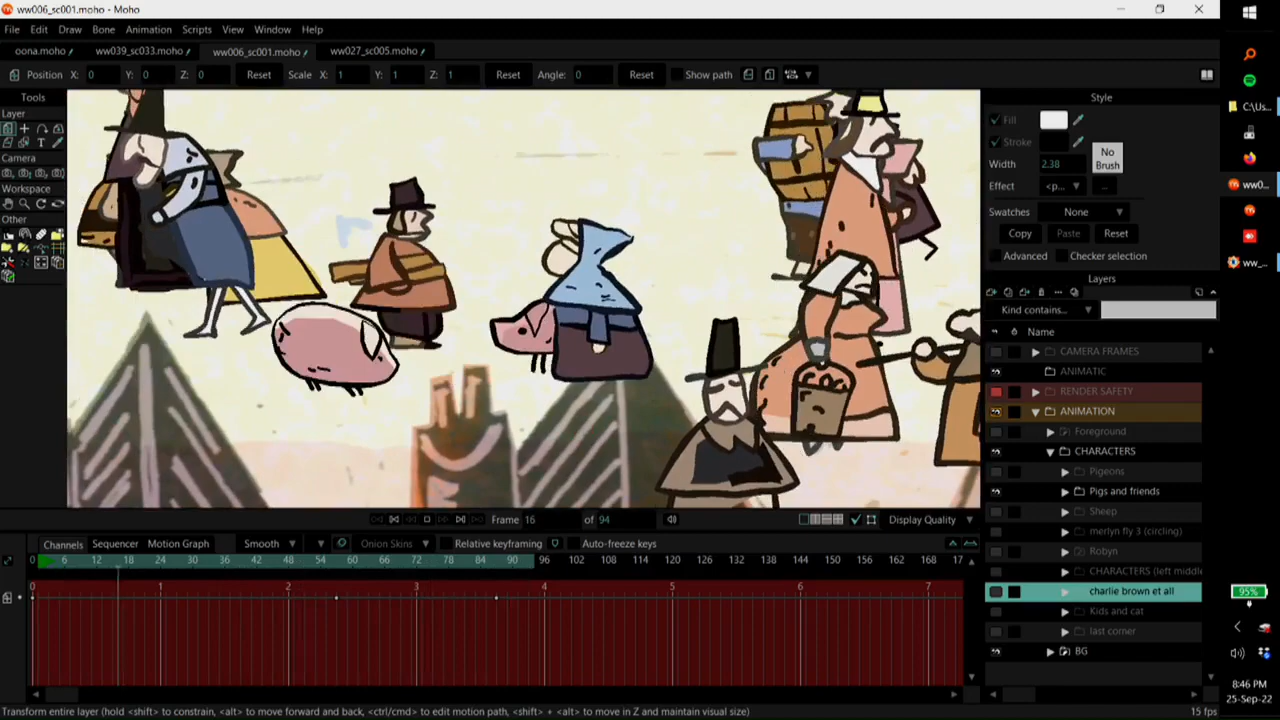 ww006_sc001.moho - Moho
File Edit Draw Bone Animation Scripts View Window Help
oona.moho ww039_sc033.moho ww006_sc001.moho ww027_sc005.moho
Position X: 0 Y: 0 Z: 0 Reset Scale X: 1 Y: 1 Z: 1 Reset Angle: 0 Reset Show path
Tools
Layer
Camera
Workspace
Other
Style
Fill
Stroke
Width 2.38
No Brush
Effect <p... ...
Swatches None
Copy Paste Reset
Advanced Checker selection
Layers
Kind contains...
Name
CAMERA FRAMES
ANIMATIC
RENDER SAFETY
ANIMATION
Foreground
CHARACTERS
Pigeons
Pigs and friends
Sheep
merlyn fly 3 (circling)
Robyn
CHARACTERS (left middle
charlie brown et all
Kids and cat
last corner
BG
Frame 16 of 94 Display Quality
Channels Sequencer Motion Graph Smooth 60 Onion Skins Relative keyframing Auto-freeze keys
0 6 12 18 24 30 36 42 48 54 60 66 72 78 84 90 96 102 108 114 120 126 132 138 144 150 156 162 168 17
0 1 2 3 4 5 6 7
Transform entire layer (hold <shift> to constrain, <alt> to move forward and back, <ctrl/cmd> to edit motion path, <shift> + <alt> to move in Z and maintain visual size) 15 fps
C:\Us...
ww0...
ww_...
95%
8:46 PM
25-Sep-22